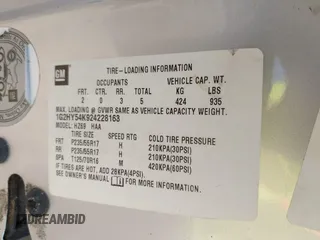 GM
TIRE-LOADING INFORMATION
OCCUPANTS VEHICLE CAP. WT.
FRT. CTR. RR. TOTAL KG LBS
2 0 3 5 424 935
MAX. LOADING @ GVWR SAME AS VEHICLE CAPACITY WEIGHT.
1G2HY54K924228163
MODEL: HZ69 HAA
TIRE SIZE SPEED RTG COLD TIRE PRESSURE
FRT P235/55R17 H 210KPA(30PSI)
RR P235/55R17 H 210KPA(30PSI)
SPA T125/70R16 M 420KPA(60PSI)
IF TIRES ARE HOT, ADD 28KPA(4PSI)
SEE OWNER'S MANUAL FOR MORE INFORMATION
IADREAMBID